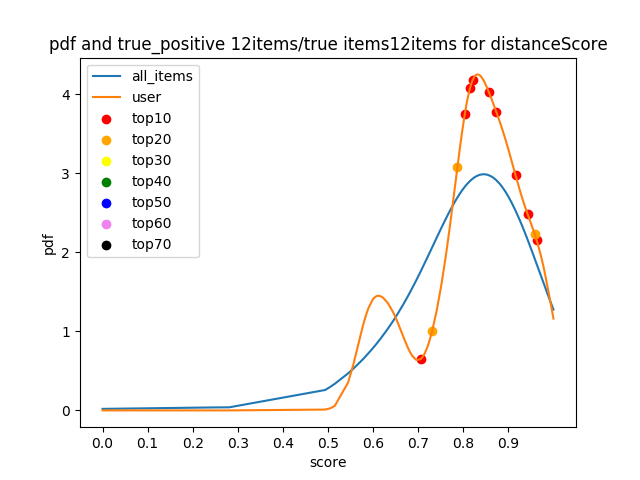 pdf and true_positive 12items/true items12items for distanceScore
all_items
user
top10
top20
top30
top40
top50
top60
top70
pdf
4
3
2
1
0
0.0 0.1 0.2 0.3 0.4 0.5 0.6 0.7 0.8 0.9
score